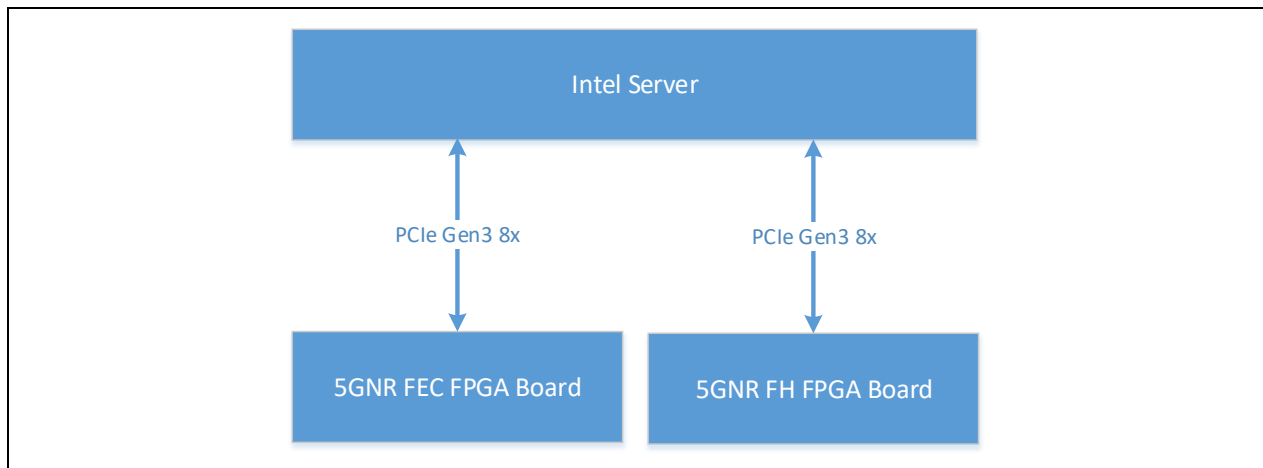 Intel Server
PCIe Gen3 8x
PCIe Gen3 8x
5GNR FEC FPGA Board
5GNR FH FPGA Board